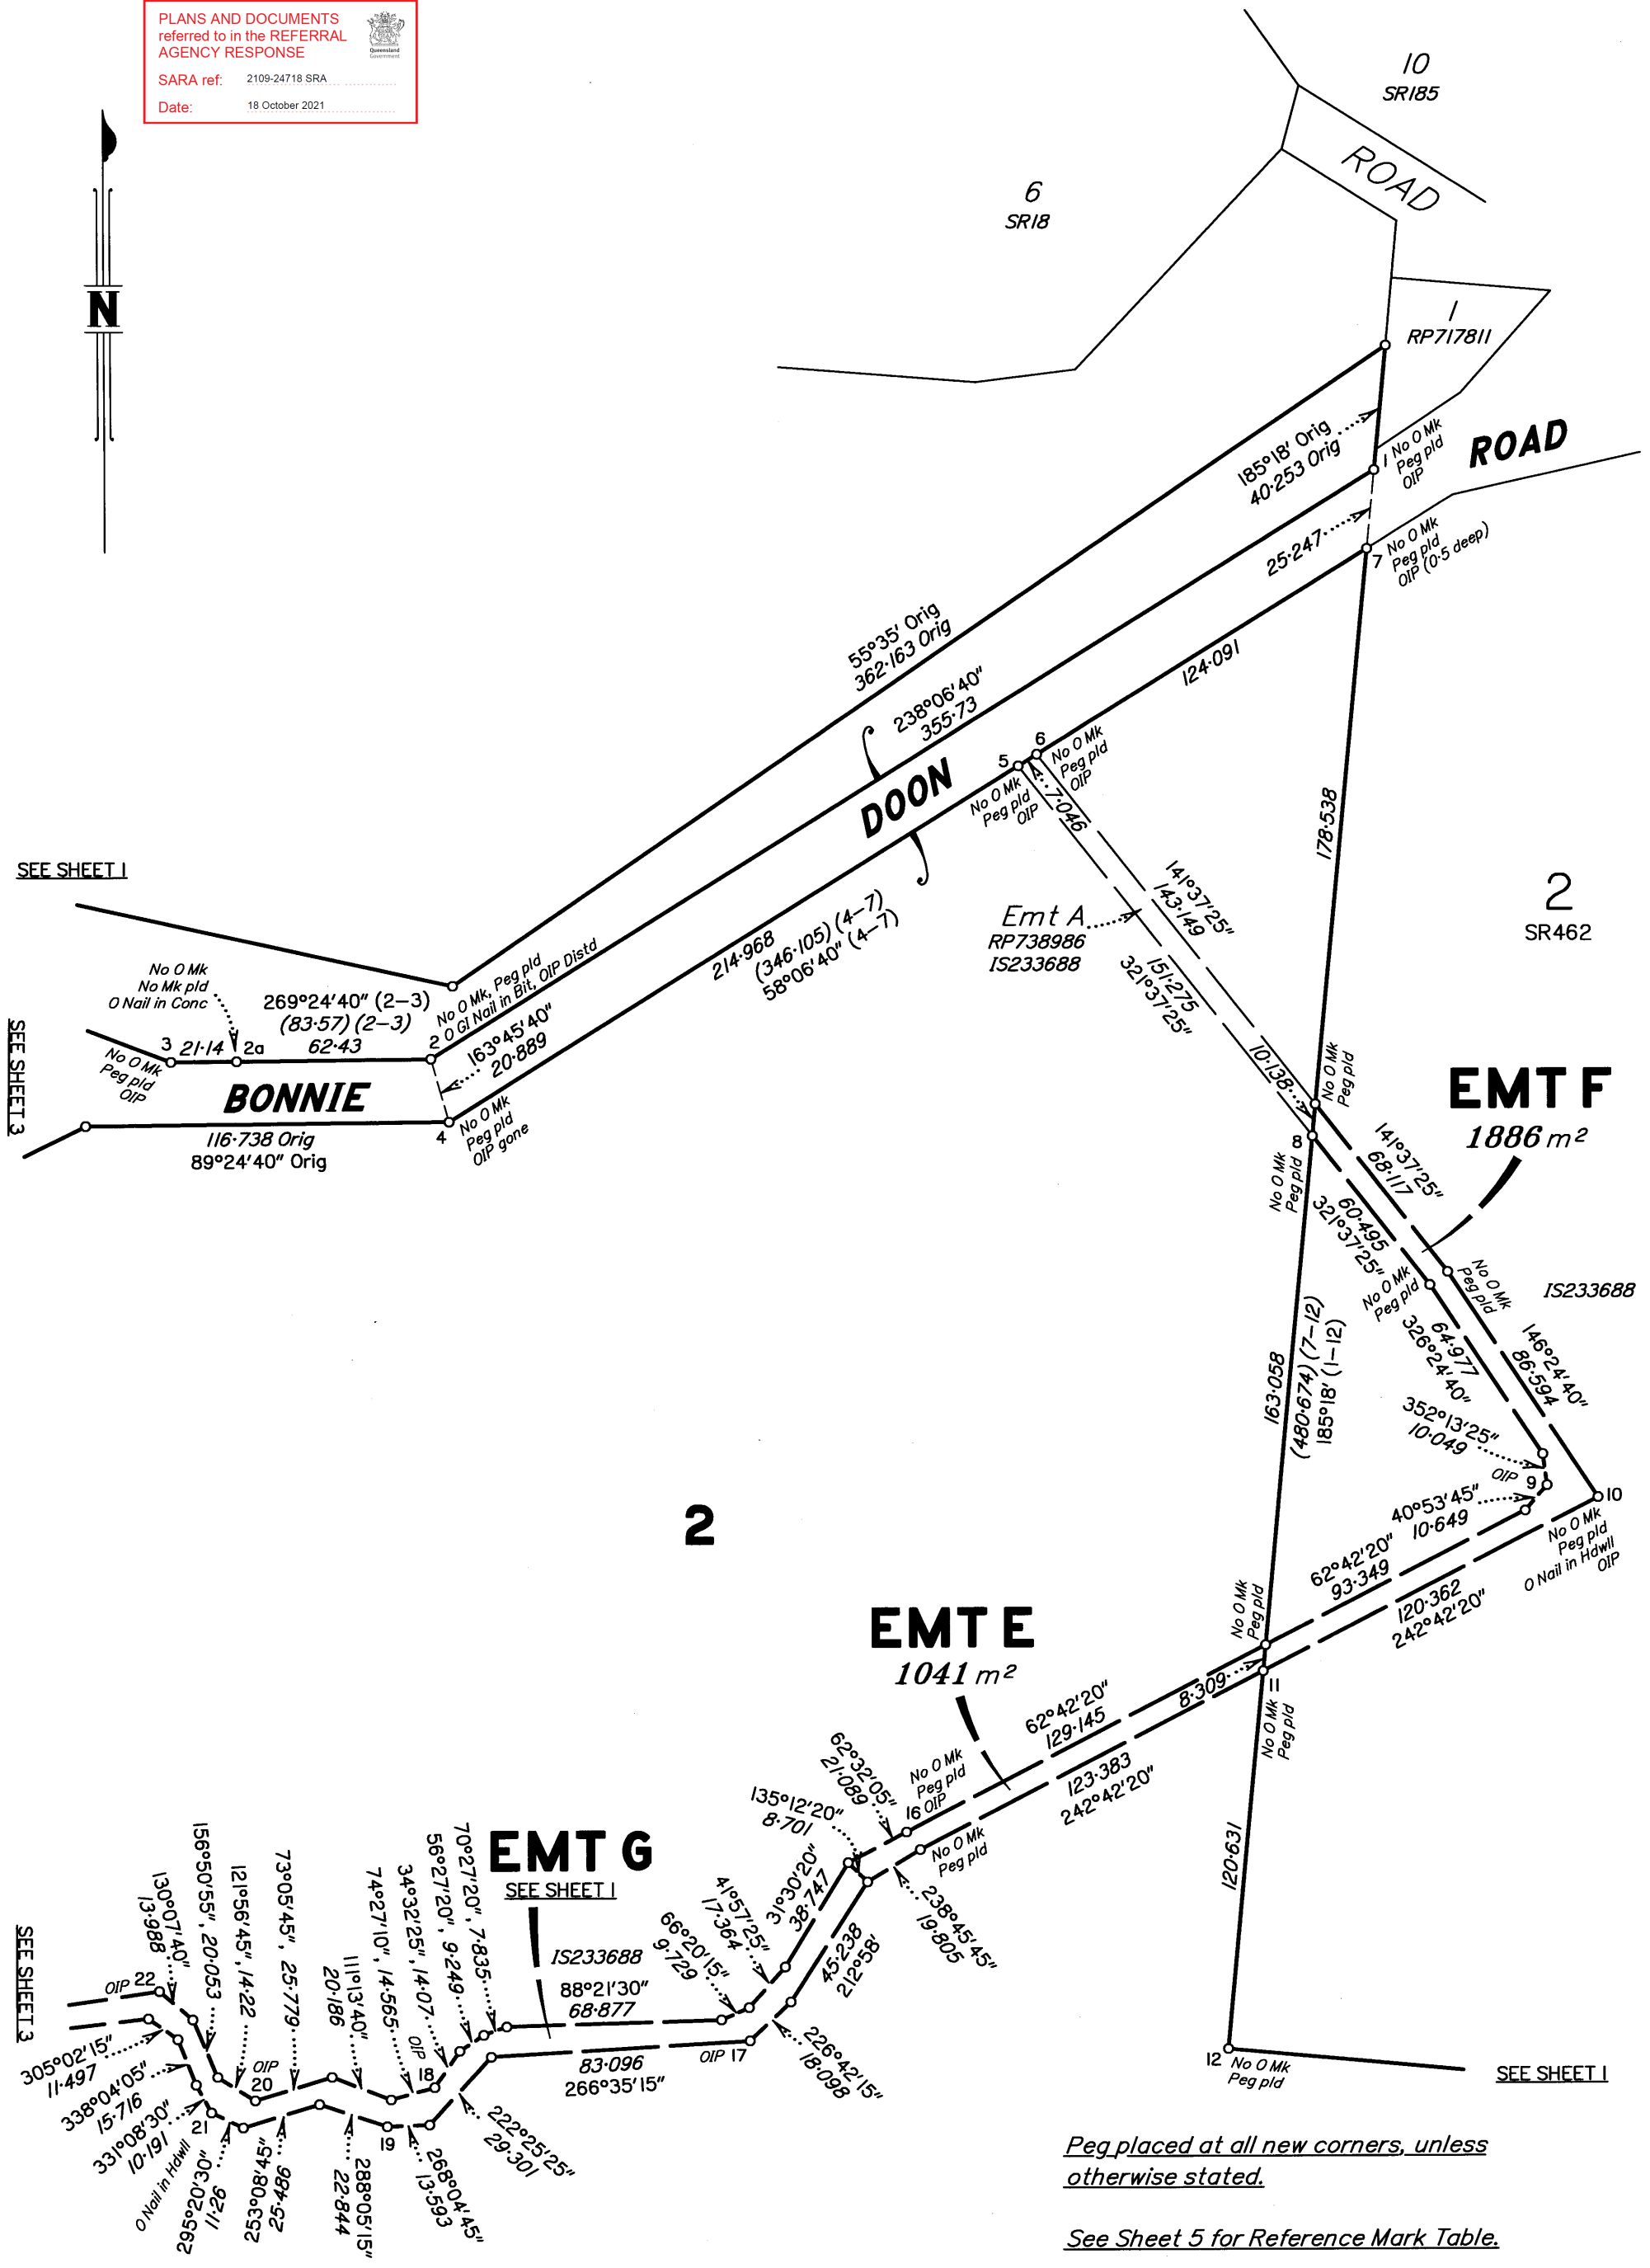 PLANS AND DOCUMENTS
referred to in the REFERRAL
AGENCY RESPONSE
Queensland
Government
SARA ref: 2109-24718 SRA
Date: 18 October 2021
N
10
SR185
ROAD
6
SR18
1
RP717811
185°18' Orig
40·253 Orig
1 No O Mk
Peg pld
OIP
ROAD
25·247
7 No O Mk
Peg pld
OIP (0·5 deep)
55°35' Orig
362·163 Orig
238°06'40"
355·73
124·091
DOON
5
No O Mk
Peg pld
OIP
6
No O Mk
Peg pld
OIP
7·046
178·538
SEE SHEET 1
214·968
(346·105) (4-7)
58°06'40" (4-7)
Emt A
RP738986
IS233688
141°37'25"
143·149
151·275
321°37'25"
2
SR462
No O Mk
No Mk pld
O Nail in Conc
269°24'40" (2-3)
(83·57) (2-3)
62·43
No O Mk, Peg pld
2 O GI Nail in Bit, OIP Distd
163°45'40"
20·889
SEE SHEET 3
3 21·14 2a
No O Mk
Peg pld
OIP
BONNIE
116·738 Orig
89°24'40" Orig
4
No O Mk
Peg pld
OIP gone
10·138
No O Mk
Peg pld
EMT F
1886 m²
8
No O Mk
Peg pld
141°37'25"
68·117
60·495
321°37'25"
No O Mk
Peg pld
No O Mk
Peg pld
IS233688
163·058
(480·674) (7-12)
185°18' (1-12)
64·977
326°24'40"
146°24'40"
86·594
352°13'25"
10·049
OIP 9
10
No O Mk
Peg pld
O Nail in Hdwll
OIP
40°53'45"
10·649
62°42'20"
93·349
120·362
242°42'20"
2
No O Mk
Peg pld
EMT E
1041 m²
8·309
11
No O Mk
Peg pld
62°42'20"
129·145
123·383
242°42'20"
62°32'05"
21·089
No O Mk
Peg pld
16 OIP
135°12'20"
8·701
No O Mk
Peg pld
238°45'45"
19·805
120·631
EMT G
SEE SHEET 1
IS233688
88°21'30"
68·877
66°20'15"
9·729
41°57'25"
17·364
31°30'20"
38·747
45·238
212°58'
226°42'15"
18·098
OIP 17
83·096
266°35'15"
70°27'20", 7·835
56°27'20", 9·249
34°32'25", 14·07
74°27'10", 14·565
111°13'40"
20·186
73°05'45", 25·779
121°56'45", 14·22
156°50'55", 20·053
130°07'40"
13·988
SEE SHEET 3
OIP 22
OIP
20
OIP
18
305°02'15"
11·497
338°04'05"
15·716
331°08'30"
10·191
21
O Nail in Hdwll
295°20'30"
11·26
253°08'45"
25·486
288°05'15"
22·844
19
268°04'45"
13·593
222°25'25"
29·301
12 No O Mk
Peg pld
SEE SHEET 1
Peg placed at all new corners, unless
otherwise stated.
See Sheet 5 for Reference Mark Table.